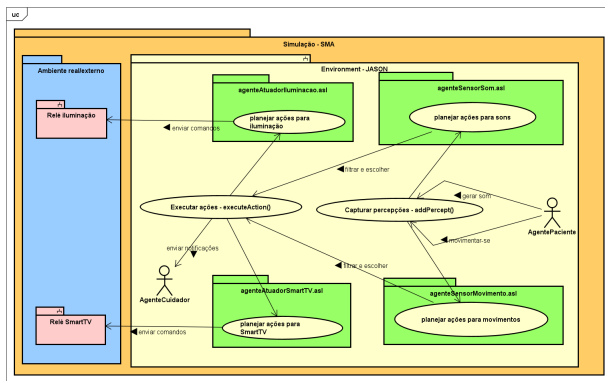 uc
Simulação - SMA
Ambiente real/externo
Environment - JASON
agenteAtuadorIluminacao.asl
agenteSensorSom.asl
Relê iluminação
planejar ações para
iluminação
planejar ações para sons
enviar comandos
filtrar e escolher
gerar som
Executar ações - executeAction()
Capturar percepções - addPercept()
AgentePaciente
movimentar-se
enviar notificações
filtrar e escolher
AgenteCuidador
agenteAtuadorSmartTV.asl
agenteSensorMovimento.asl
Relê SmartTV
enviar comandos
planejar ações para
SmartTV
planejar ações para movimentos